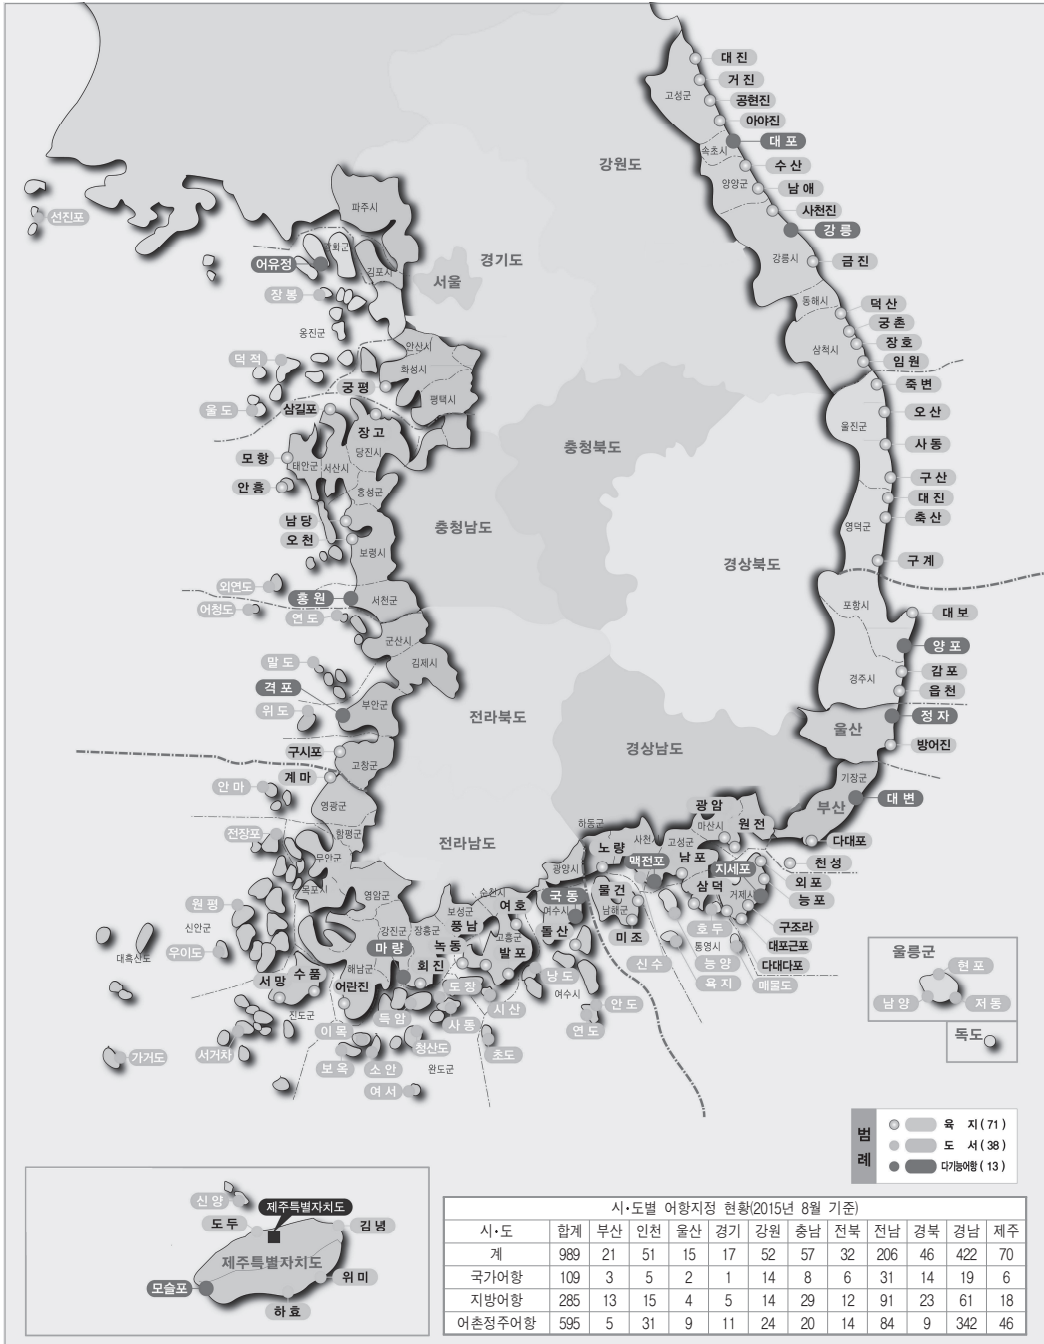 대 진
거 진
고성군
공현진
아야진
대 포
속초시
강원도
수 산
양양군
남 애
파주시
사천진
선진포
강 릉
강화군
어유정
김포시
경기도
강릉시
금 진
서울
장 봉
동해시
덕 산
옹진군
궁 촌
안산시
장 호
삼척시
덕 적
임 원
화성시
궁 평
죽 변
평택시
울 도
삼길포
오 산
장 고
울진군
당진시
충청북도
사 동
모 항
태안군
서산시
구 산
안 흥
홍성군
대 진
남 당
축 산
충청남도
영덕군
오 천
보령시
구 계
경상북도
외연도
홍 원
서천군
포항시
어청도
연 도
대 보
군산시
양 포
말 도
김제시
감 포
경주시
격 포
읍 천
부안군
위 도
전라북도
정 자
울산
구시포
경상남도
방어진
고창군
계 마
기장군
안 마
대 변
영광군
광 암
부산
하동군
마산시
원 전
전장포
함평군
사천시
전라남도
고성군
다대포
노 량
무안군
맥전포
남 포
천 성
광양시
지세포
외 포
목포시
영암군
순천시
물 건
삼 덕
국 동
거제시
능 포
원 평
보성군
여 호
여수시
남해군
신안군
강진군
장흥군
풍 남
구조라
고흥군
돌 산
호 두
미 조
대포근포
마 량
녹 동
발 포
통영시
우이도
울릉군
대흑산도
회 진
신 수
능 양
다대다포
현 포
해남군
서 망
수 품
낭 도
욕 지
매물도
어란진
도 장
여수시
남 양
저 동
시 산
안 도
진도군
득 암
사 동
연 도
이 목
독도
서거차
청산도
초도
가거도
보 옥
소 안
완도군
여 서
범례
육 지 ( 71 )
도 서 ( 38 )
다기능어항 ( 13 )
신 양
제주특별자치도
도 두
김 녕
제주특별자치도
위 미
모슬포
하 효
시·도별 어항지정 현황(2015년 8월 기준)
시·도 합계 부산 인천 울산 경기 강원 충남 전북 전남 경북 경남 제주
계 989 21 51 15 17 52 57 32 206 46 422 70
국가어항 109 3 5 2 1 14 8 6 31 14 19 6
지방어항 285 13 15 4 5 14 29 12 91 23 61 18
어촌정주어항 595 5 31 9 11 24 20 14 84 9 342 46